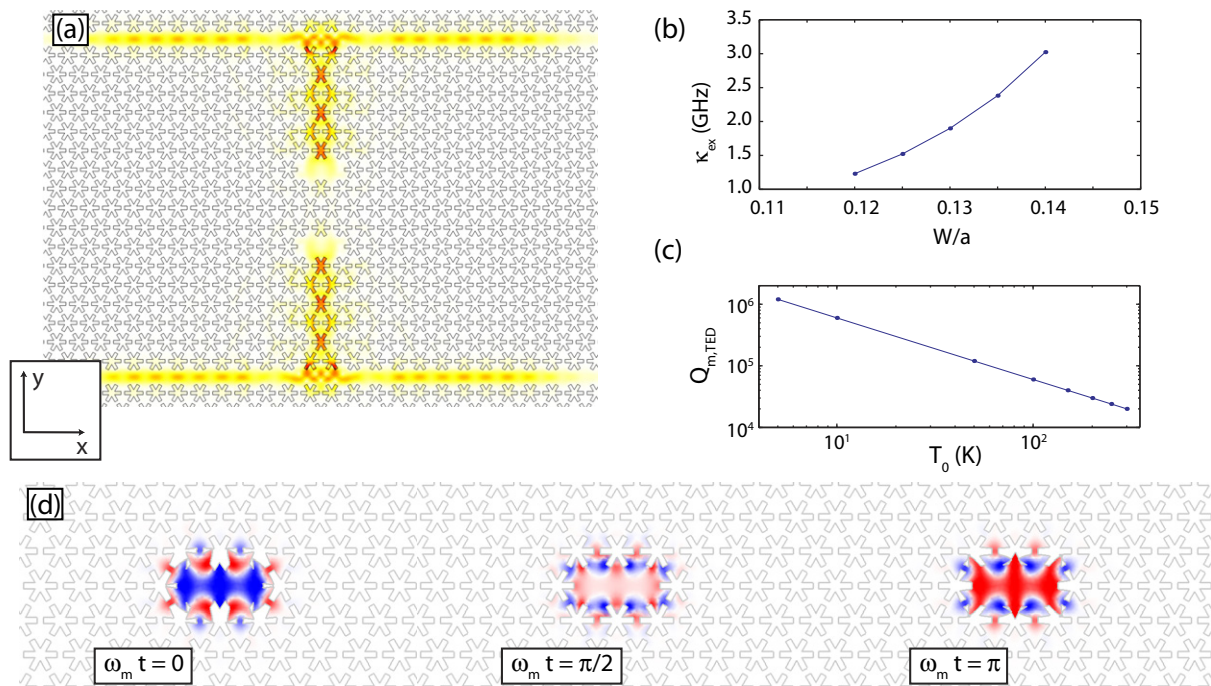 (a)
y
x
(b)
3.5
3.0
2.5
2.0
1.5
1.0
κex (GHz)
0.11 0.12 0.13 0.14 0.15
W/a
(c)
10^6
10^5
10^4
Qm,TED
10^1 10^2
T0 (K)
(d)
ωm t = 0
ωm t = π/2
ωm t = π